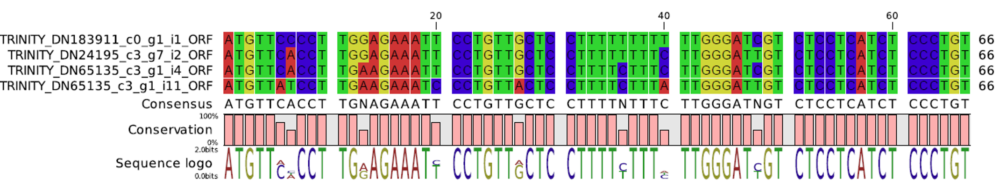 20 40 60
TRINITY_DN183911_c0_g1_i1_ORF ATGTTCCCCT TGGAGAAATT CCTGTTGCTC CTTTTTTTTT TTGGGATCGT CTCCTCATCT CCCTGT 66
TRINITY_DN24195_c3_g7_i2_ORF ATGTTCACCT TGGAGAAATT CCTGTTGCTC CTTTTTTTTC TTGGGATTGT CTCCTCATCT CCCTGT 66
TRINITY_DN65135_c3_g1_i4_ORF ATGTTCACCT TGAAGAAATT CCTGTTGCTC CTTTTCTTTC TTGGGATCGT CTCCTCATCT CCCTGT 66
TRINITY_DN65135_c3_g1_i11_ORF ATGTTATCCT TGAAGAAATC CCTGTTACTC CTTTTCTTTA TTGGGATTGT CTCCTCATCT CCCTGT 66
Consensus ATGTTCACCT TGNAGAAATT CCTGTTGCTC CTTTTNTTTC TTGGGATNGT CTCCTCATCT CCCTGT
100%
Conservation
0%
2.0bits
Sequence logo
0.0bits